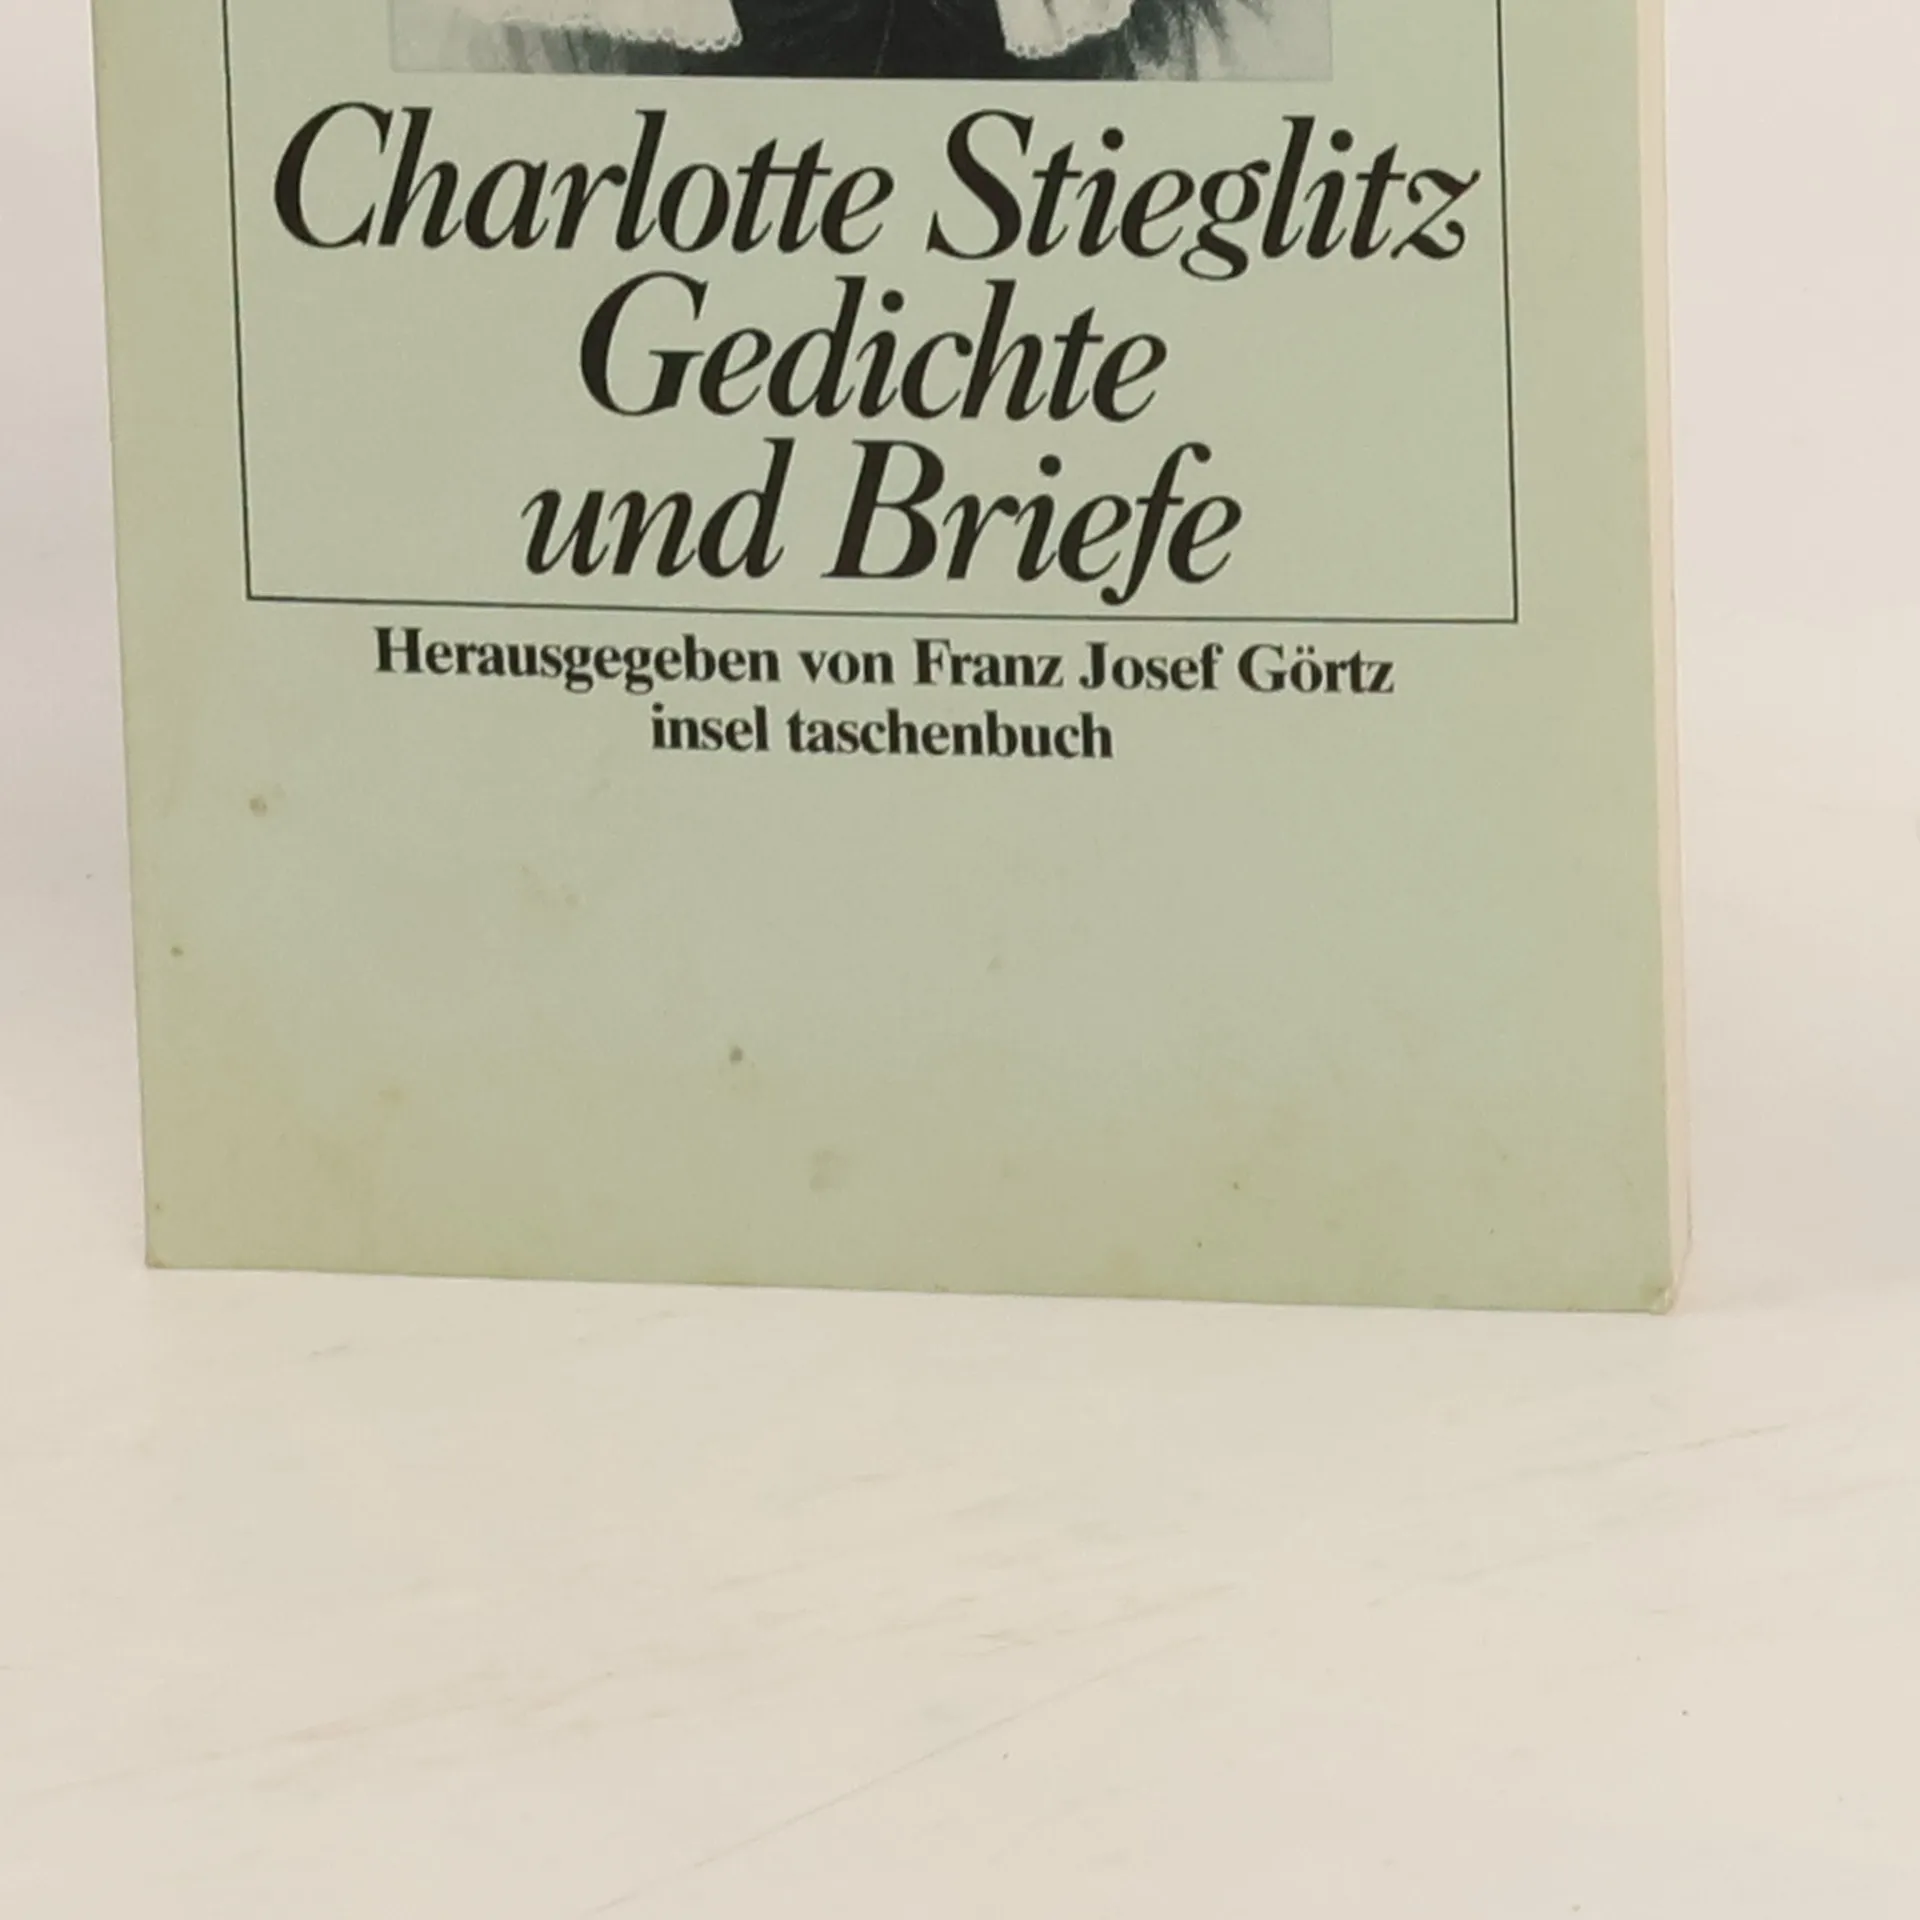 Charlotte Stieglitz
Gedichte
und Briefe
Herausgegeben von Franz Josef Görtz
insel taschenbuch